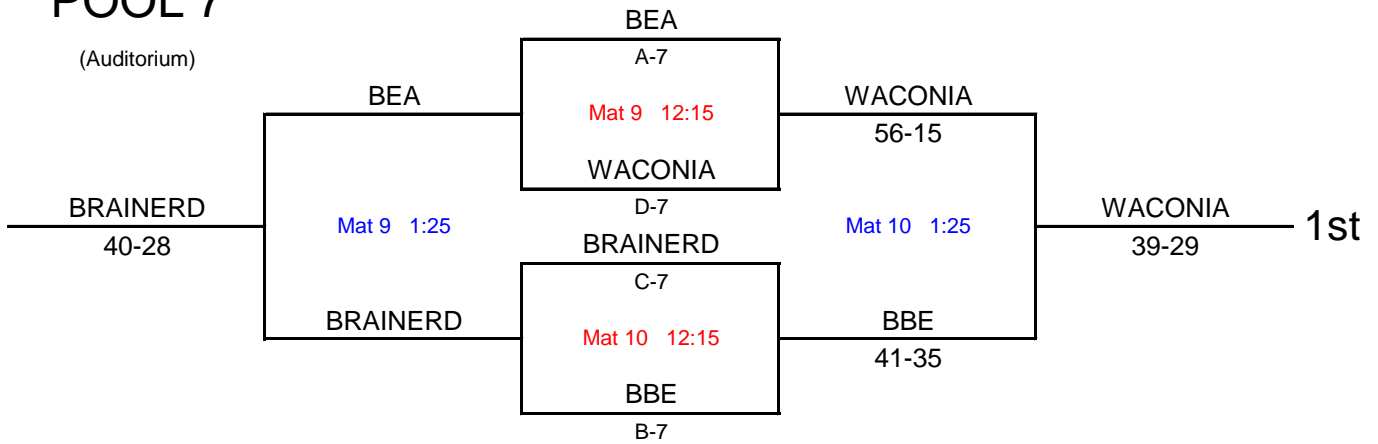 POOL 7
(Auditorium)
BEA
A-7
BEA
Mat 9 12:15
WACONIA
56-15
WACONIA
D-7
BRAINERD
40-28
Mat 9 1:25
Mat 10 1:25
WACONIA
39-29
1st
BRAINERD
C-7
BRAINERD
Mat 10 12:15
BBE
41-35
BBE
B-7